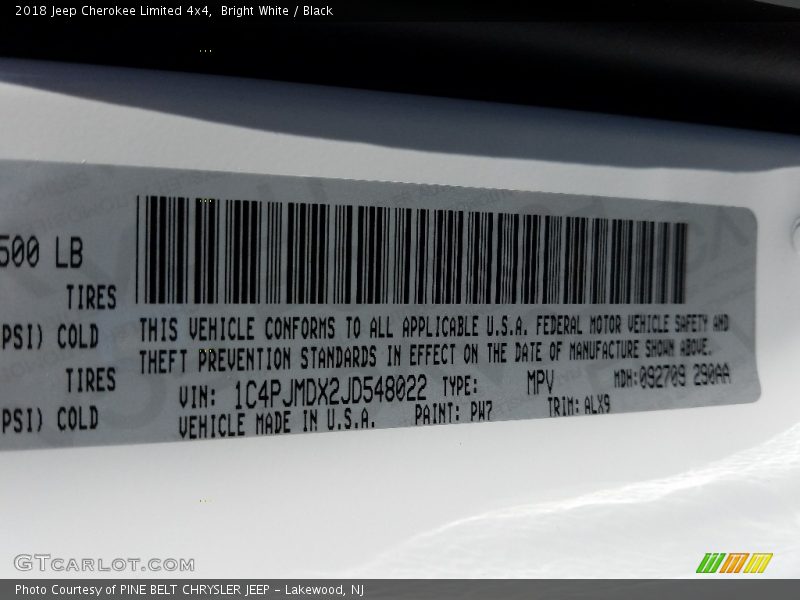 2018 Jeep Cherokee Limited 4x4,  Bright White / Black
500 LB
TIRES
PSI) COLD
TIRES
PSI) COLD
THIS VEHICLE CONFORMS TO ALL APPLICABLE U.S.A. FEDERAL MOTOR VEHICLE SAFETY AND
THEFT PREVENTION STANDARDS IN EFFECT ON THE DATE OF MANUFACTURE SHOWN ABOVE.
VIN: 1C4PJMDX2JD548022 TYPE: MPV MDH:092709 290AA
VEHICLE MADE IN U.S.A. PAINT: PW7 TRIM: ALX9
GTCARLOT.COM
Photo Courtesy of PINE BELT CHRYSLER JEEP - Lakewood, NJ